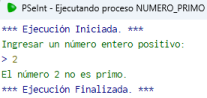 PSeInt - Ejecutando proceso NUMERO_PRIMO
*** Ejecución Iniciada. ***
Ingresar un número entero positivo:
> 2
El número 2 no es primo.
*** Ejecución Finalizada. ***